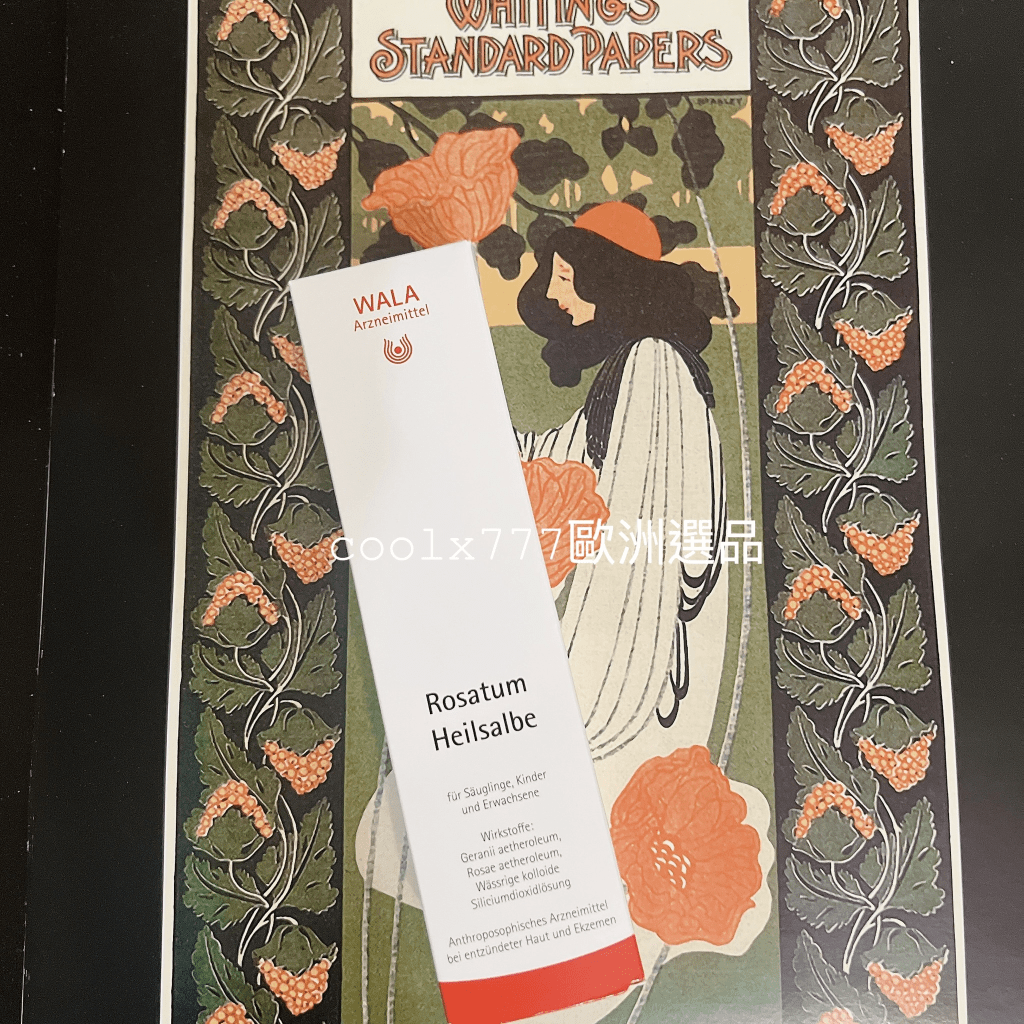 WHITING'S
STANDARD PAPERS
BRADLEY
WALA
Arzneimittel
coolx777歐洲選品
Rosatum
Heilsalbe
für Säuglinge, Kinder
und Erwachsene
Wirkstoffe:
Geranii aetheroleum,
Rosae aetheroleum,
Wässrige kolloide
Siliciumdioxidlösung
Anthroposophisches Arzneimittel
bei entzündeter Haut und Ekzemen